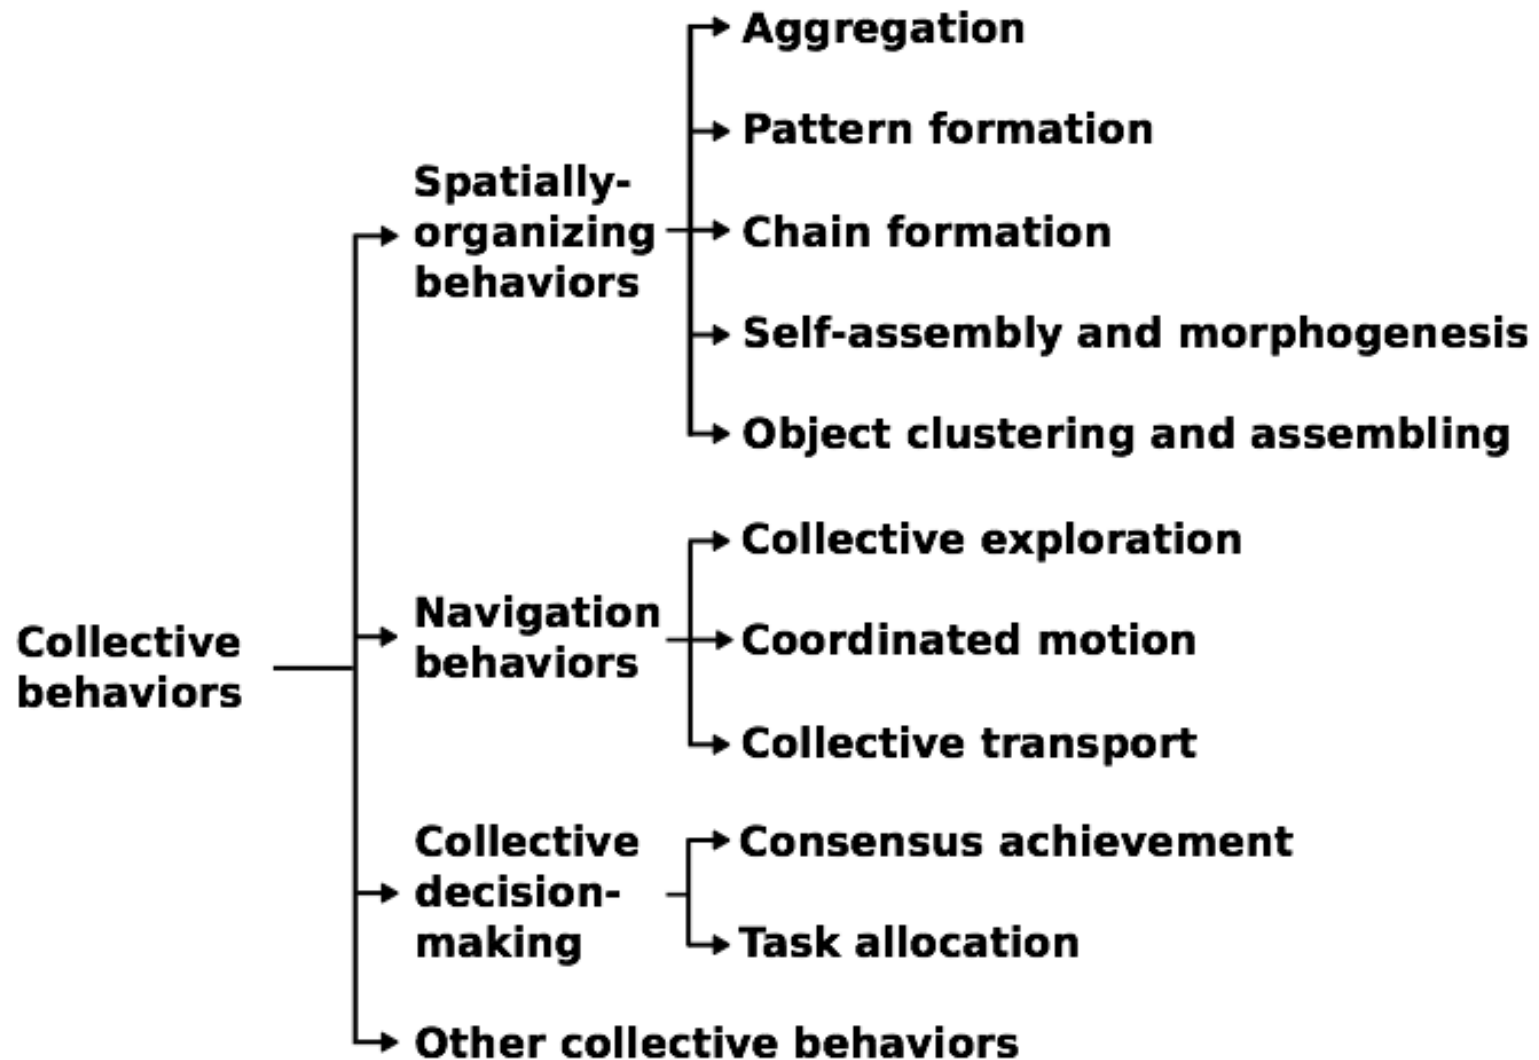 Collective
behaviors
Spatially-
organizing
behaviors
Aggregation
Pattern formation
Chain formation
Self-assembly and morphogenesis
Object clustering and assembling
Navigation
behaviors
Collective exploration
Coordinated motion
Collective transport
Collective
decision-
making
Consensus achievement
Task allocation
Other collective behaviors